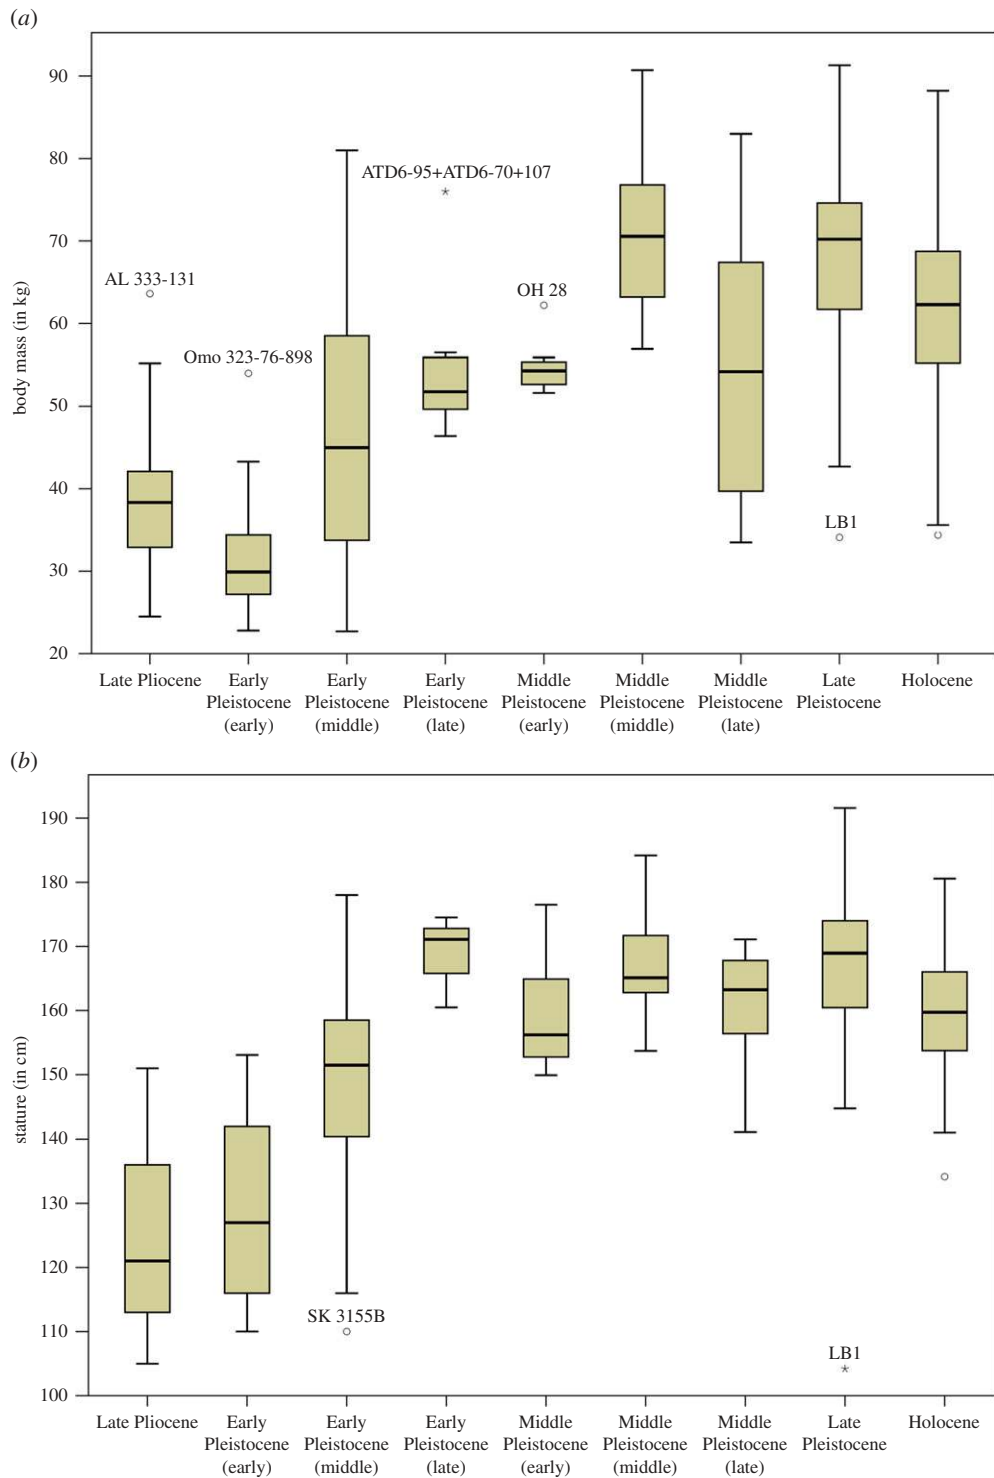 (a)
90
80
70
60
50
40
30
20
body mass (in kg)
AL 333-131
Omo 323-76-898
ATD6-95+ATD6-70+107
OH 28
LB1
Late Pliocene
Early
Pleistocene
(early)
Early
Pleistocene
(middle)
Early
Pleistocene
(late)
Middle
Pleistocene
(early)
Middle
Pleistocene
(middle)
Middle
Pleistocene
(late)
Late
Pleistocene
Holocene
(b)
190
180
170
160
150
140
130
120
110
100
stature (in cm)
SK 3155B
LB1
Late Pliocene
Early
Pleistocene
(early)
Early
Pleistocene
(middle)
Early
Pleistocene
(late)
Middle
Pleistocene
(early)
Middle
Pleistocene
(middle)
Middle
Pleistocene
(late)
Late
Pleistocene
Holocene